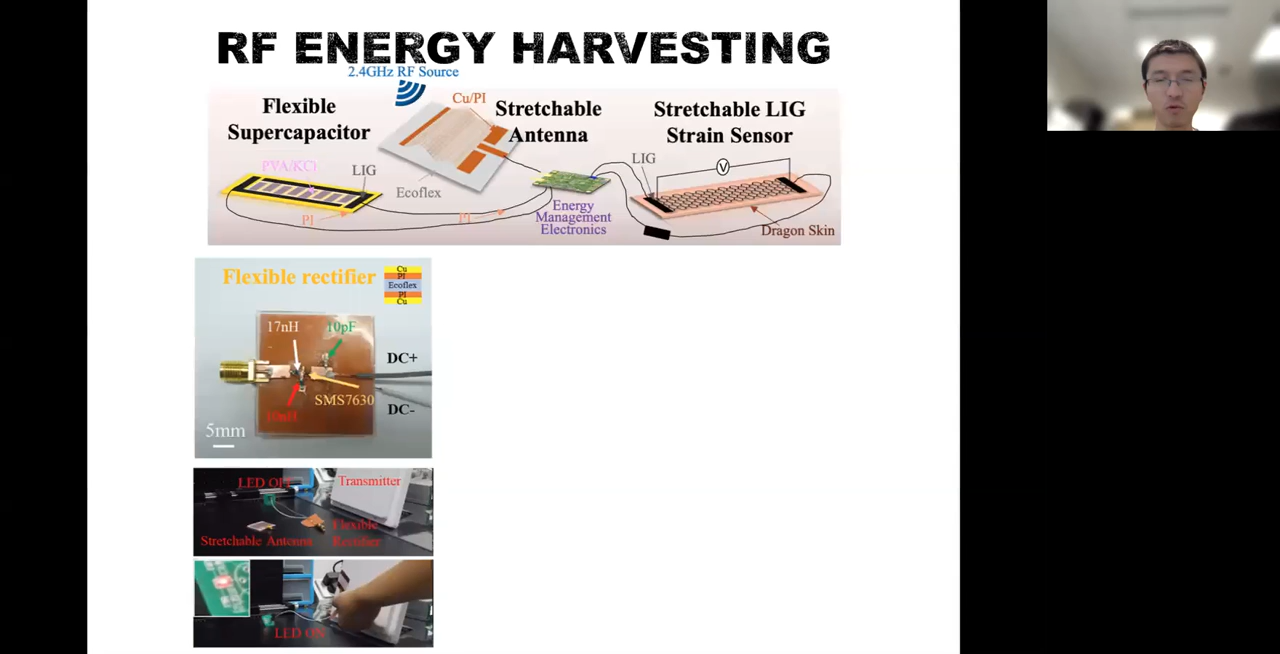 RF ENERGY HARVESTING
2.4GHz RF Source
Flexible
Supercapacitor
Cu/PI
Stretchable
Antenna
Stretchable LIG
Strain Sensor
PVA/KCl
LIG
PI
Ecoflex
PI
Energy
Management
Electronics
LIG
V
Dragon Skin
Flexible rectifier
Cu
PI
Ecoflex
PI
Cu
17nH
10pF
DC+
SMS7630
10nH
DC-
5mm
LED OFF
Transmitter
Stretchable Antenna
Flexible
Rectifier
LED ON